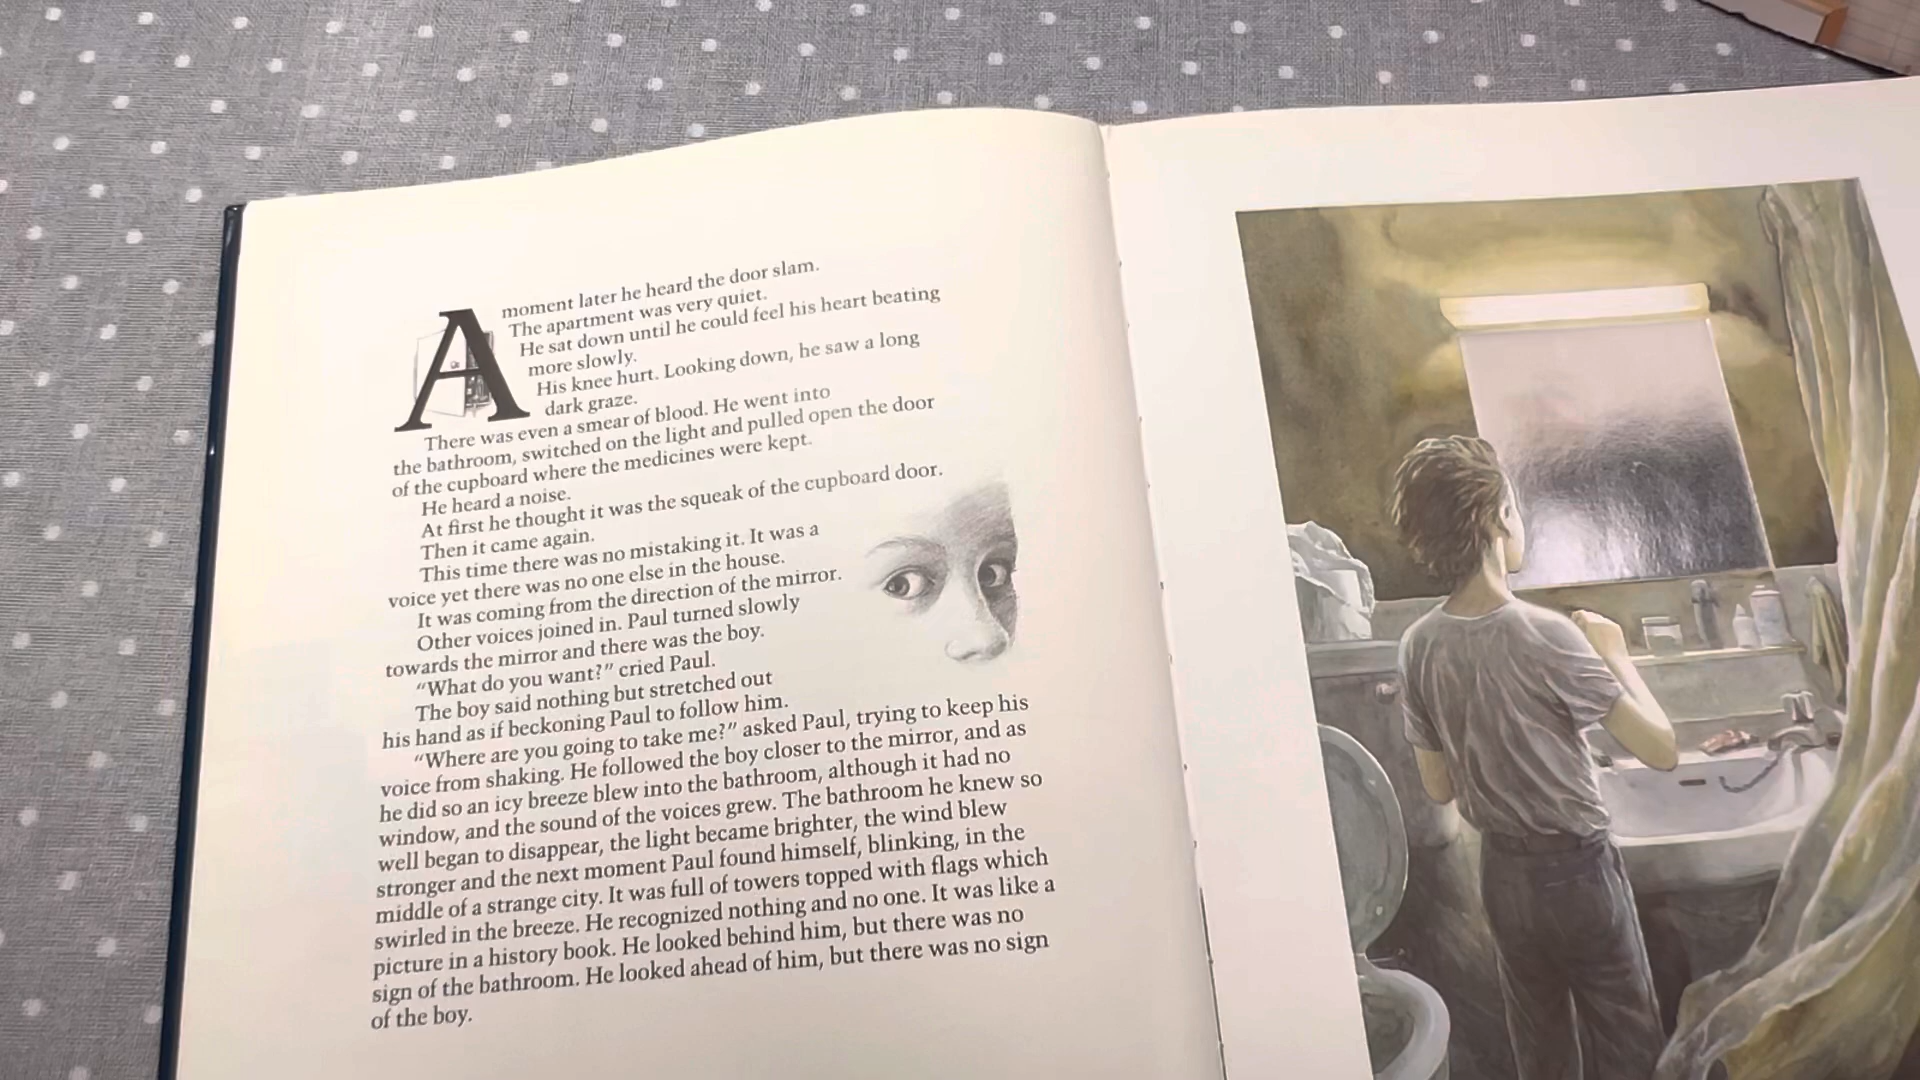 A moment later he heard the door slam.
The apartment was very quiet.
He sat down until he could feel his heart beating
more slowly.
His knee hurt. Looking down, he saw a long
dark graze.
There was even a smear of blood. He went into
the bathroom, switched on the light and pulled open the door
of the cupboard where the medicines were kept.
He heard a noise.
At first he thought it was the squeak of the cupboard door.
Then it came again.
This time there was no mistaking it. It was a
voice yet there was no one else in the house.
It was coming from the direction of the mirror.
Other voices joined in. Paul turned slowly
towards the mirror and there was the boy.
“What do you want?” cried Paul.
The boy said nothing but stretched out
his hand as if beckoning Paul to follow him.
“Where are you going to take me?” asked Paul, trying to keep his
voice from shaking. He followed the boy closer to the mirror, and as
he did so an icy breeze blew into the bathroom, although it had no
window, and the sound of the voices grew. The bathroom he knew so
well began to disappear, the light became brighter, the wind blew
stronger and the next moment Paul found himself, blinking, in the
middle of a strange city. It was full of towers topped with flags which
swirled in the breeze. He recognized nothing and no one. It was like a
picture in a history book. He looked behind him, but there was no
sign of the bathroom. He looked ahead of him, but there was no sign
of the boy.